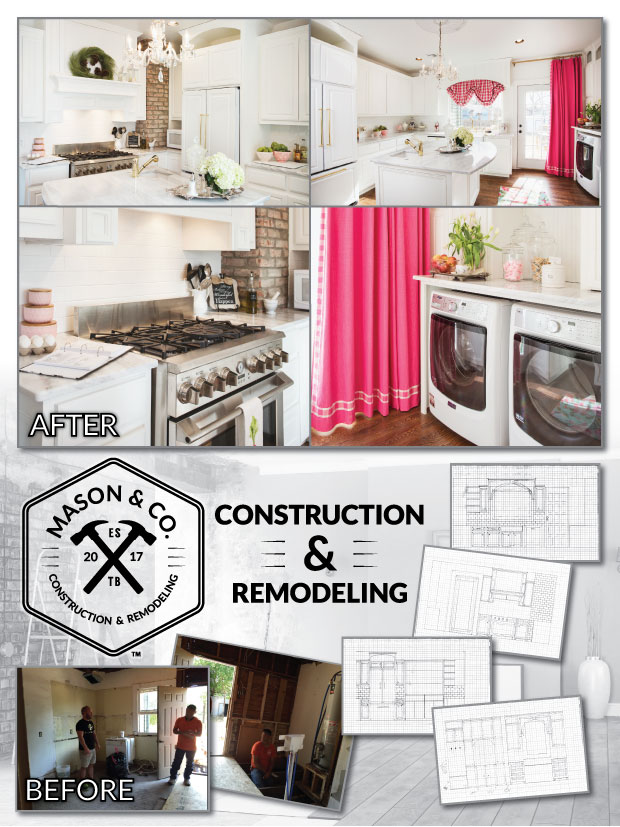 AFTER
MASON & CO.
ES
20 17
TB
CONSTRUCTION & REMODELING
™
CONSTRUCTION
&
REMODELING
BEFORE